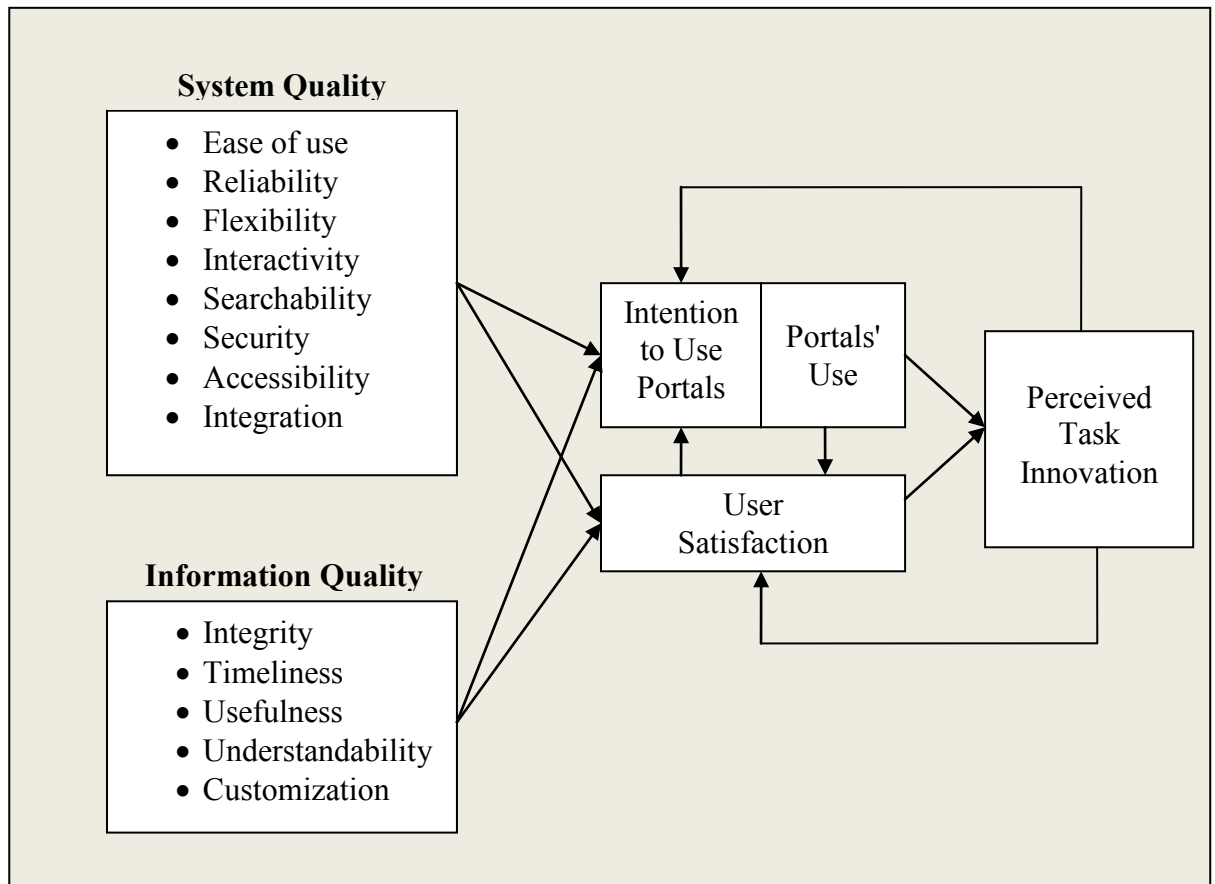 System Quality
• Ease of use
• Reliability
• Flexibility
• Interactivity
• Searchability
• Security
• Accessibility
• Integration
Information Quality
• Integrity
• Timeliness
• Usefulness
• Understandability
• Customization
Intention
to Use
Portals
Portals'
Use
User
Satisfaction
Perceived
Task
Innovation